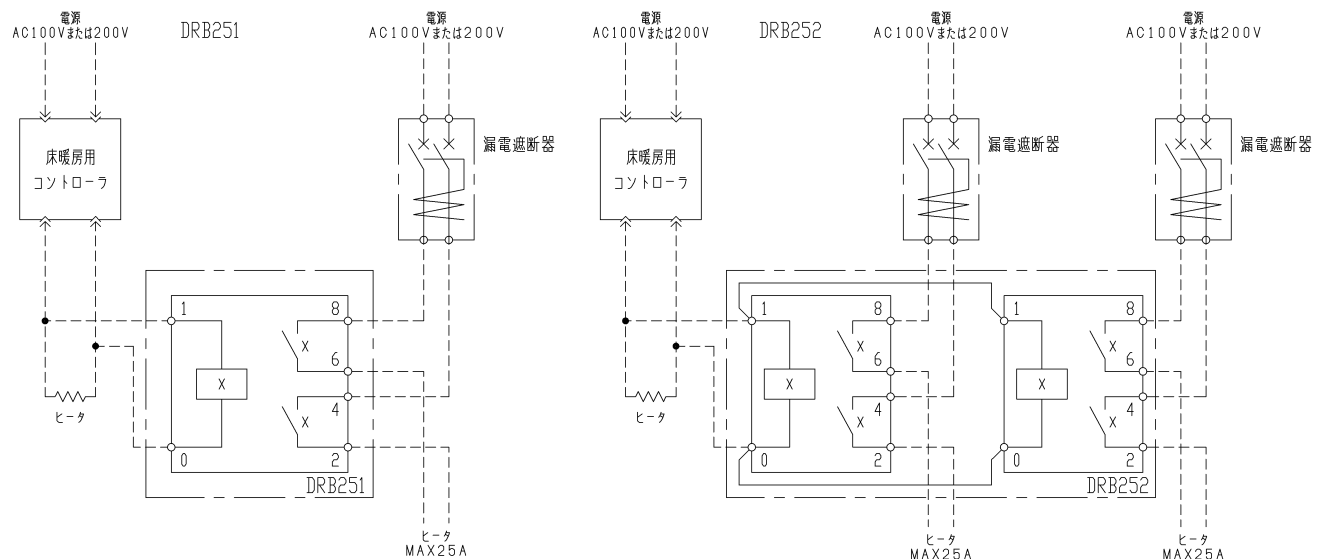 電源
AC100Vまたは200V
DRB251
電源
AC100Vまたは200V
床暖房用
コントローラ
漏電遮断器
1
8
X
6
X
4
X
0
2
ヒータ
DRB251
ヒータ
MAX25A
電源
AC100Vまたは200V
DRB252
電源
AC100Vまたは200V
電源
AC100Vまたは200V
床暖房用
コントローラ
漏電遮断器
漏電遮断器
1
8
X
6
X
4
X
0
2
1
8
X
6
X
4
X
0
2
ヒータ
DRB252
ヒータ
MAX25A
ヒータ
MAX25A